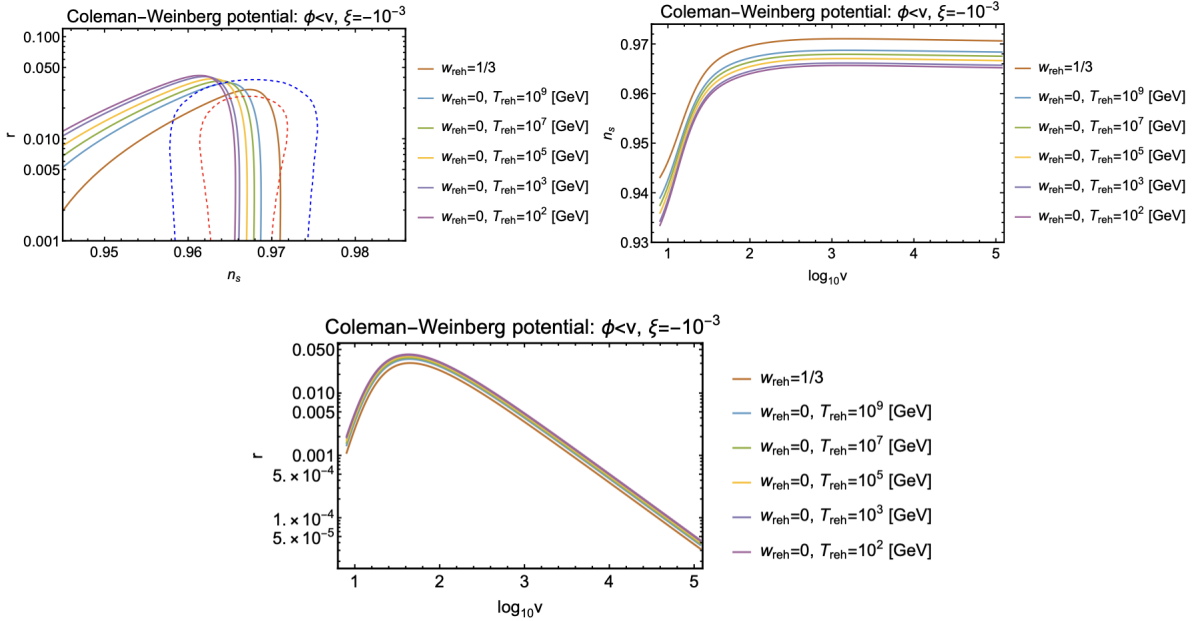 Coleman−Weinberg potential: ϕ<v, ξ=−10⁻³
0.100
0.050
0.010
0.005
0.001
r
0.95
0.96
0.97
0.98
nₛ
w_reh=1/3
w_reh=0, T_reh=10⁹ [GeV]
w_reh=0, T_reh=10⁷ [GeV]
w_reh=0, T_reh=10⁵ [GeV]
w_reh=0, T_reh=10³ [GeV]
w_reh=0, T_reh=10² [GeV]
Coleman−Weinberg potential: ϕ<v, ξ=−10⁻³
0.97
0.96
0.95
0.94
0.93
nₛ
1
2
3
4
5
log₁₀v
w_reh=1/3
w_reh=0, T_reh=10⁹ [GeV]
w_reh=0, T_reh=10⁷ [GeV]
w_reh=0, T_reh=10⁵ [GeV]
w_reh=0, T_reh=10³ [GeV]
w_reh=0, T_reh=10² [GeV]
Coleman−Weinberg potential: ϕ<v, ξ=−10⁻³
0.050
0.010
0.005
0.001
5.×10⁻⁴
1.×10⁻⁴
5.×10⁻⁵
r
1
2
3
4
5
log₁₀v
w_reh=1/3
w_reh=0, T_reh=10⁹ [GeV]
w_reh=0, T_reh=10⁷ [GeV]
w_reh=0, T_reh=10⁵ [GeV]
w_reh=0, T_reh=10³ [GeV]
w_reh=0, T_reh=10² [GeV]